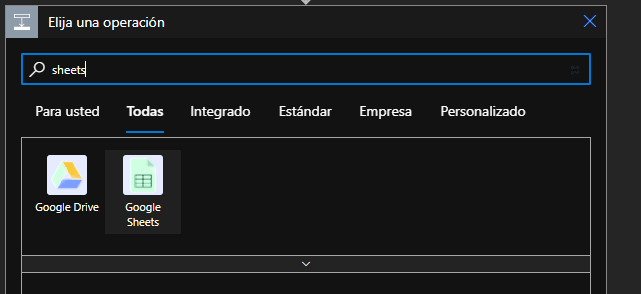 Elija una operación
sheets
Para usted Todas Integrado Estándar Empresa Personalizado
Google Drive Google
Sheets